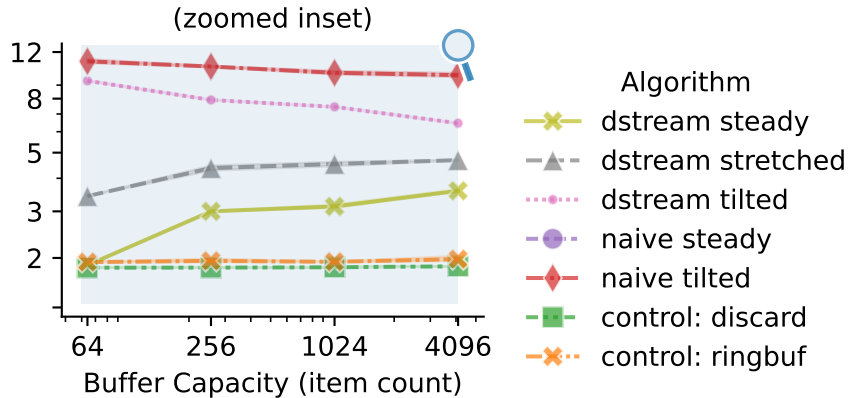 (zoomed inset)
12
8
5
3
2
64 256 1024 4096
Buffer Capacity (item count)
Algorithm
dstream steady
dstream stretched
dstream tilted
naive steady
naive tilted
control: discard
control: ringbuf